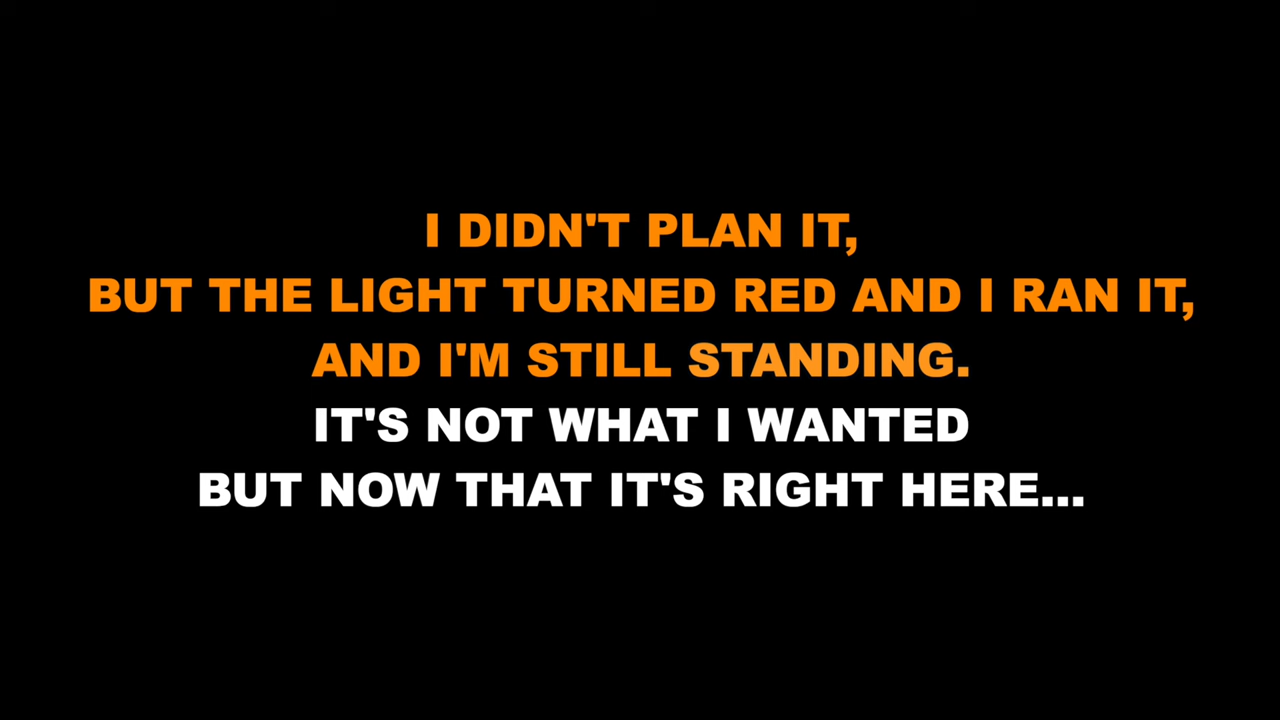 I DIDN'T PLAN IT,
BUT THE LIGHT TURNED RED AND I RAN IT,
AND I'M STILL STANDING.
IT'S NOT WHAT I WANTED
BUT NOW THAT IT'S RIGHT HERE...